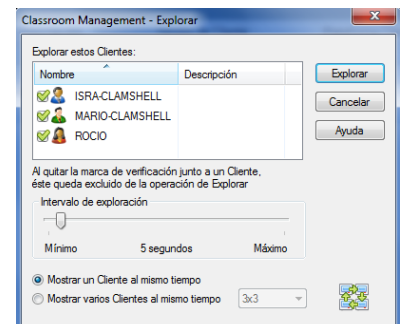 Classroom Management - Explorar
Explorar estos Clientes:
Nombre Descripción
ISRA-CLAMSHELL
MARIO-CLAMSHELL
ROCIO
Explorar
Cancelar
Ayuda
Al quitar la marca de verificación junto a un Cliente,
éste queda excluido de la operación de Explorar
Intervalo de exploración
Mínimo 5 segundos Máximo
Mostrar un Cliente al mismo tiempo
Mostrar varios Clientes al mismo tiempo 3x3